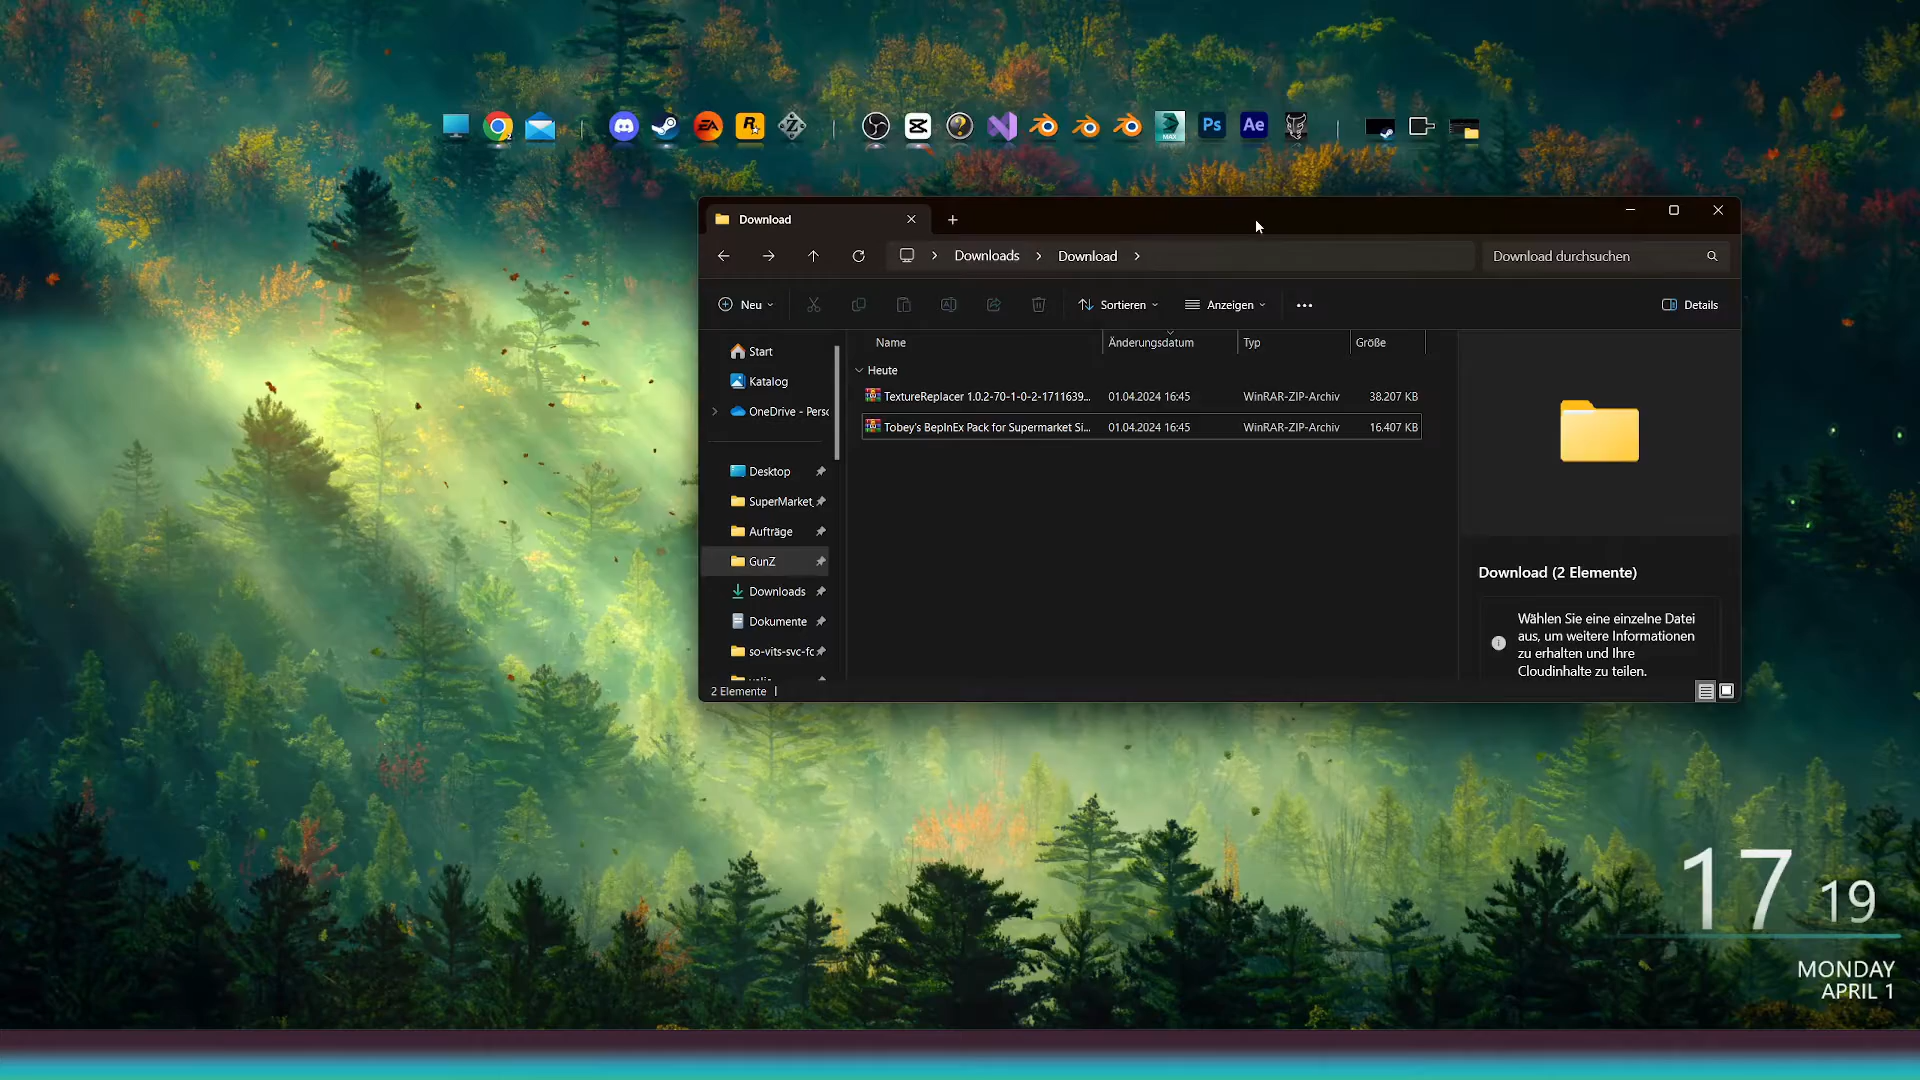 EA
R
Z
MAX
Ps
Ae
Download
Downloads
Download
Download durchsuchen
Neu
Sortieren
Anzeigen
Details
Start
Katalog
OneDrive - Persc
Desktop
SuperMarket_
Aufträge
GunZ
Downloads
Dokumente
so-vits-svc-fc
Name
Änderungsdatum
Typ
Größe
Heute
TextureReplacer 1.0.2-70-1-0-2-1711639...
01.04.2024 16:45
WinRAR-ZIP-Archiv
38.207 KB
Tobey's BepInEx Pack for Supermarket Si...
01.04.2024 16:45
WinRAR-ZIP-Archiv
16.407 KB
Download (2 Elemente)
Wählen Sie eine einzelne Datei
aus, um weitere Informationen
zu erhalten und Ihre
Cloudinhalte zu teilen.
2 Elemente
17 19
MONDAY
APRIL 1